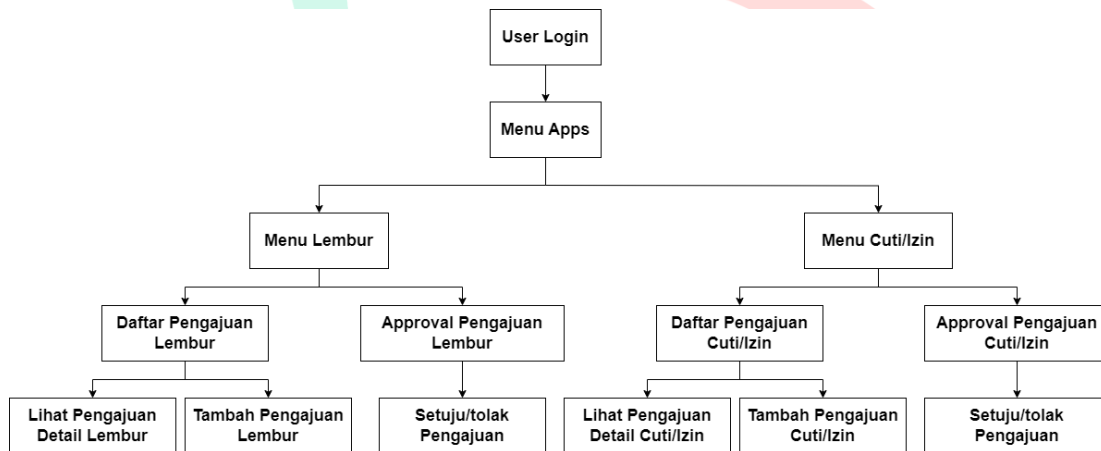 User Login
Menu Apps
Menu Lembur
Menu Cuti/Izin
Daftar Pengajuan
Lembur
Approval Pengajuan
Lembur
Daftar Pengajuan
Cuti/Izin
Approval Pengajuan
Cuti/Izin
Lihat Pengajuan
Detail Lembur
Tambah Pengajuan
Lembur
Setuju/tolak
Pengajuan
Lihat Pengajuan
Detail Cuti/Izin
Tambah Pengajuan
Cuti/Izin
Setuju/tolak
Pengajuan